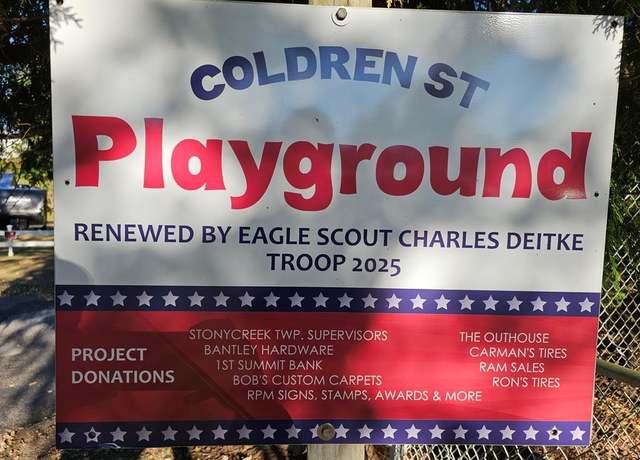 COLDREN ST
Playground
RENEWED BY EAGLE SCOUT CHARLES DEITKE
TROOP 2025
PROJECT
DONATIONS
STONYCREEK TWP. SUPERVISORS
BANTLEY HARDWARE
1ST SUMMIT BANK
BOB'S CUSTOM CARPETS
RPM SIGNS, STAMPS, AWARDS & MORE
THE OUTHOUSE
CARMAN'S TIRES
RAM SALES
RON'S TIRES